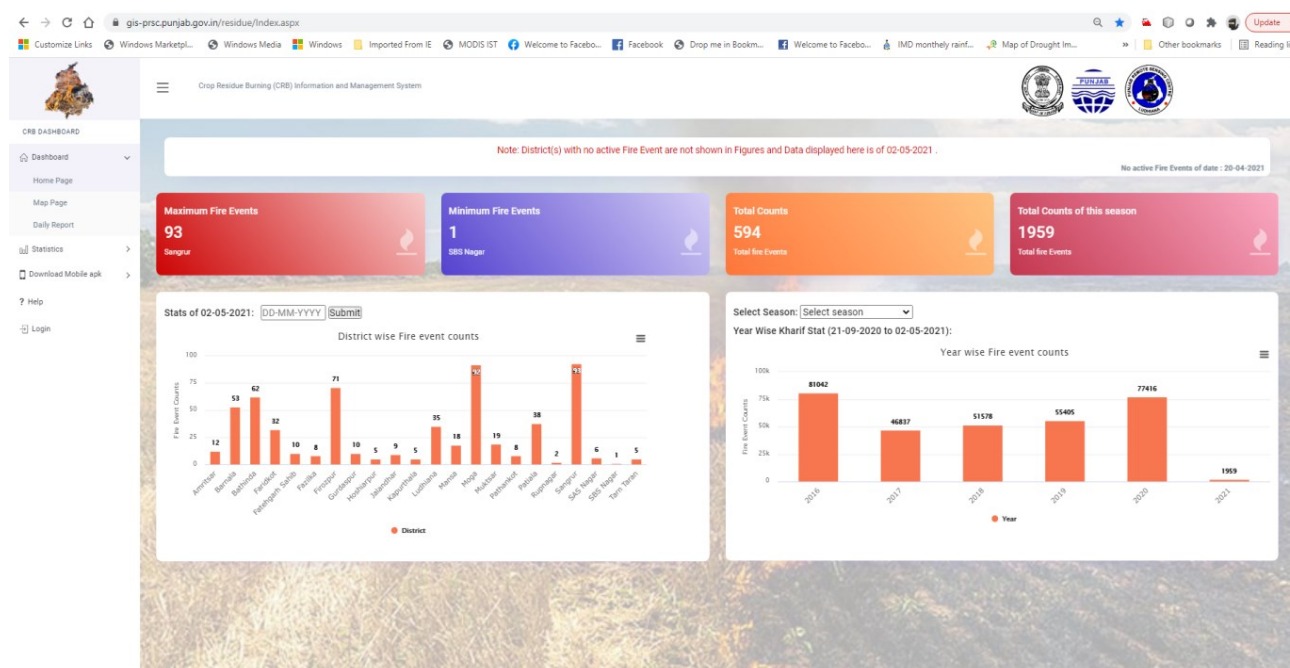 gis-prsc.punjab.gov.in/residue/Index.aspx
Update
Customize Links Windows Marketpl... Windows Media Windows Imported From IE MODIS IST Welcome to Facebo... Facebook Drop me in Bookm... Welcome to Facebo... IMD monthely rainf... Map of Drought Im... » Other bookmarks Reading li
Crop Residue Burning (CRB) Information and Management System
PUNJAB
PUNJAB REMOTE SENSING CENTRE
LUDHIANA
CRB DASHBOARD
Dashboard
Home Page
Map Page
Daily Report
Statistics
Download Mobile apk
? Help
Login
Note: District(s) with no active Fire Event are not shown in Figures and Data displayed here is of 02-05-2021 .
No active Fire Events of date : 20-04-2021
Maximum Fire Events
93
Sangrur
Minimum Fire Events
1
SBS Nagar
Total Counts
594
Total fire Events
Total Counts of this season
1959
Total fire Events
Stats of 02-05-2021: DD-MM-YYYY Submit
District wise Fire event counts
Fire Event Counts
100
75
50
25
0
12 53 62 32 10 8 71 10 5 9 5 35 18 92 19 8 38 2 93 6 1 5
Amritsar Barnala Bathinda Faridkot Fatehgarh Sahib Fazilka Firozpur Gurdaspur Hoshiarpur Jalandhar Kapurthala Ludhiana Mansa Moga Muktsar Pathankot Patiala Rupnagar Sangrur SAS Nagar SBS Nagar Tarn Taran
District
Select Season: Select season
Year Wise Kharif Stat (21-09-2020 to 02-05-2021):
Year wise Fire event counts
Fire Event Counts
100k
75k
50k
25k
0
81042 46837 51578 55405 77416 1959
2016 2017 2018 2019 2020 2021
Year